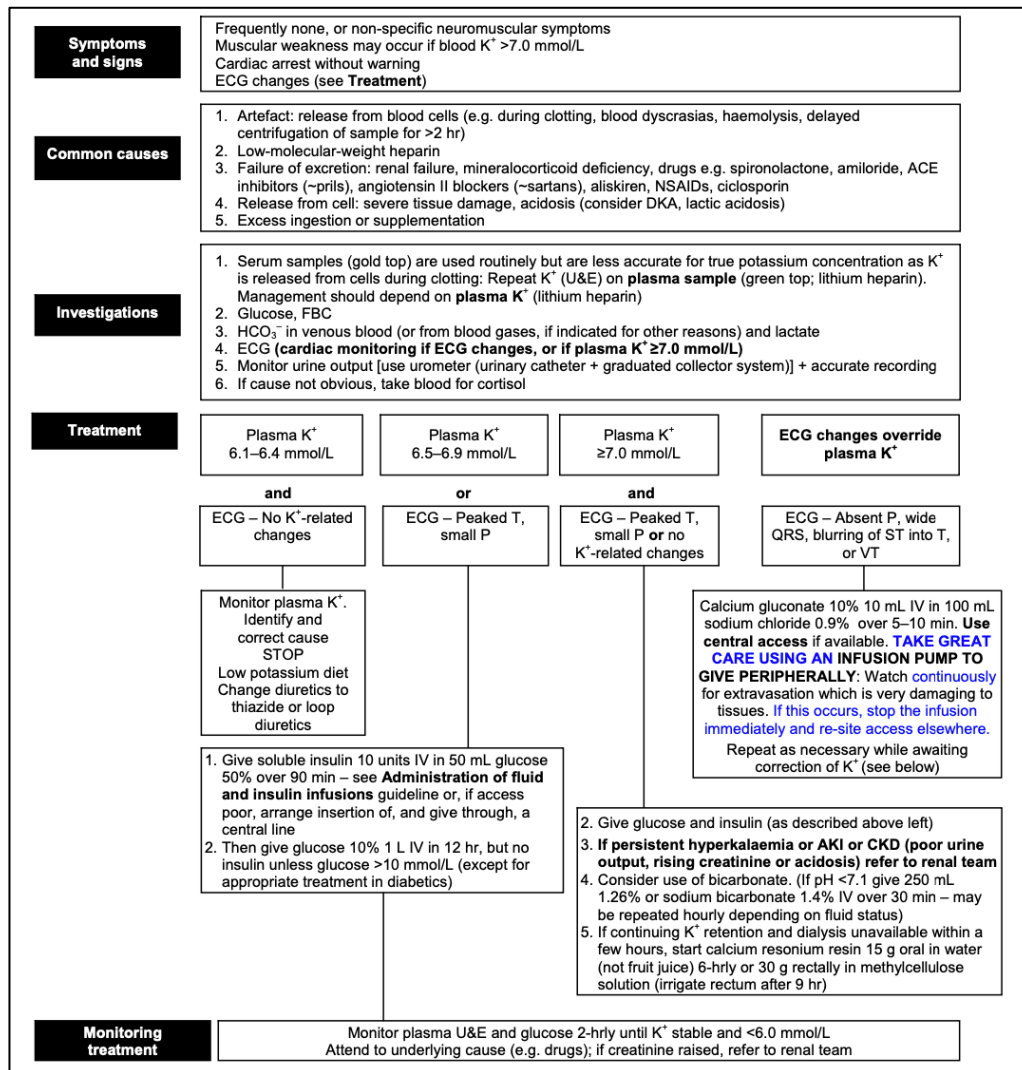 Symptoms
and signs
Frequently none, or non-specific neuromuscular symptoms
Muscular weakness may occur if blood K⁺ >7.0 mmol/L
Cardiac arrest without warning
ECG changes (see Treatment)
Common causes
1. Artefact: release from blood cells (e.g. during clotting, blood dyscrasias, haemolysis, delayed
centrifugation of sample for >2 hr)
2. Low-molecular-weight heparin
3. Failure of excretion: renal failure, mineralocorticoid deficiency, drugs e.g. spironolactone, amiloride, ACE
inhibitors (~prils), angiotensin II blockers (~sartans), aliskiren, NSAIDs, ciclosporin
4. Release from cell: severe tissue damage, acidosis (consider DKA, lactic acidosis)
5. Excess ingestion or supplementation
Investigations
1. Serum samples (gold top) are used routinely but are less accurate for true potassium concentration as K⁺
is released from cells during clotting: Repeat K⁺ (U&E) on plasma sample (green top; lithium heparin).
Management should depend on plasma K⁺ (lithium heparin)
2. Glucose, FBC
3. HCO₃⁻ in venous blood (or from blood gases, if indicated for other reasons) and lactate
4. ECG (cardiac monitoring if ECG changes, or if plasma K⁺ ≥7.0 mmol/L)
5. Monitor urine output [use urometer (urinary catheter + graduated collector system)] + accurate recording
6. If cause not obvious, take blood for cortisol
Treatment
Plasma K⁺
6.1–6.4 mmol/L
and
ECG – No K⁺-related
changes
Monitor plasma K⁺.
Identify and
correct cause
STOP
Low potassium diet
Change diuretics to
thiazide or loop
diuretics
Plasma K⁺
6.5–6.9 mmol/L
or
ECG – Peaked T,
small P
1. Give soluble insulin 10 units IV in 50 mL glucose
50% over 90 min – see Administration of fluid
and insulin infusions guideline or, if access
poor, arrange insertion of, and give through, a
central line
2. Then give glucose 10% 1 L IV in 12 hr, but no
insulin unless glucose >10 mmol/L (except for
appropriate treatment in diabetics)
Plasma K⁺
≥7.0 mmol/L
and
ECG – Peaked T,
small P or no
K⁺-related changes
ECG changes override
plasma K⁺
ECG – Absent P, wide
QRS, blurring of ST into T,
or VT
Calcium gluconate 10% 10 mL IV in 100 mL
sodium chloride 0.9% over 5–10 min. Use
central access if available. TAKE GREAT
CARE USING AN INFUSION PUMP TO
GIVE PERIPHERALLY: Watch continuously
for extravasation which is very damaging to
tissues. If this occurs, stop the infusion
immediately and re-site access elsewhere.
Repeat as necessary while awaiting
correction of K⁺ (see below)
2. Give glucose and insulin (as described above left)
3. If persistent hyperkalaemia or AKI or CKD (poor urine
output, rising creatinine or acidosis) refer to renal team
4. Consider use of bicarbonate. (If pH <7.1 give 250 mL
1.26% or sodium bicarbonate 1.4% IV over 30 min – may
be repeated hourly depending on fluid status)
5. If continuing K⁺ retention and dialysis unavailable within a
few hours, start calcium resonium resin 15 g oral in water
(not fruit juice) 6-hrly or 30 g rectally in methylcellulose
solution (irrigate rectum after 9 hr)
Monitoring
treatment
Monitor plasma U&E and glucose 2-hrly until K⁺ stable and <6.0 mmol/L
Attend to underlying cause (e.g. drugs); if creatinine raised, refer to renal team